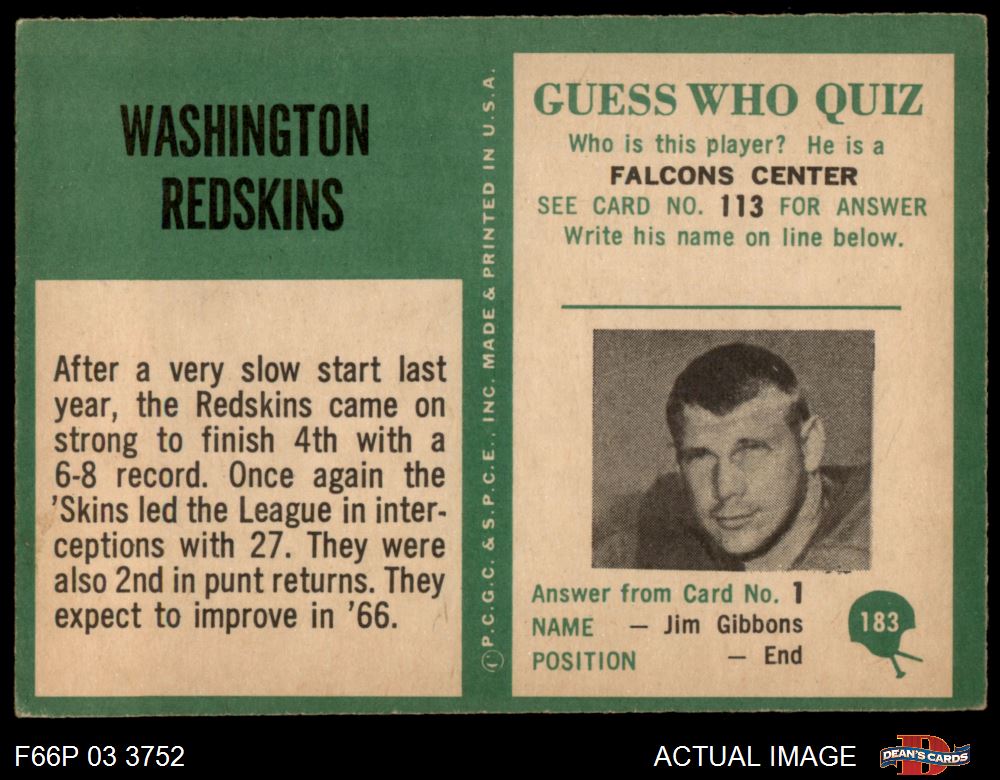 WASHINGTON
REDSKINS
After a very slow start last
year, the Redskins came on
strong to finish 4th with a
6-8 record. Once again the
'Skins led the League in inter-
ceptions with 27. They were
also 2nd in punt returns. They
expect to improve in '66.
Ⓒ P.C.G.C. & S.P.C.E., INC. MADE & PRINTED IN U.S.A.
GUESS WHO QUIZ
Who is this player? He is a
FALCONS CENTER
SEE CARD NO. 113 FOR ANSWER
Write his name on line below.
Answer from Card No. 1
NAME — Jim Gibbons
POSITION — End
183
F66P 03 3752
ACTUAL IMAGE
D
DEAN'S CARDS